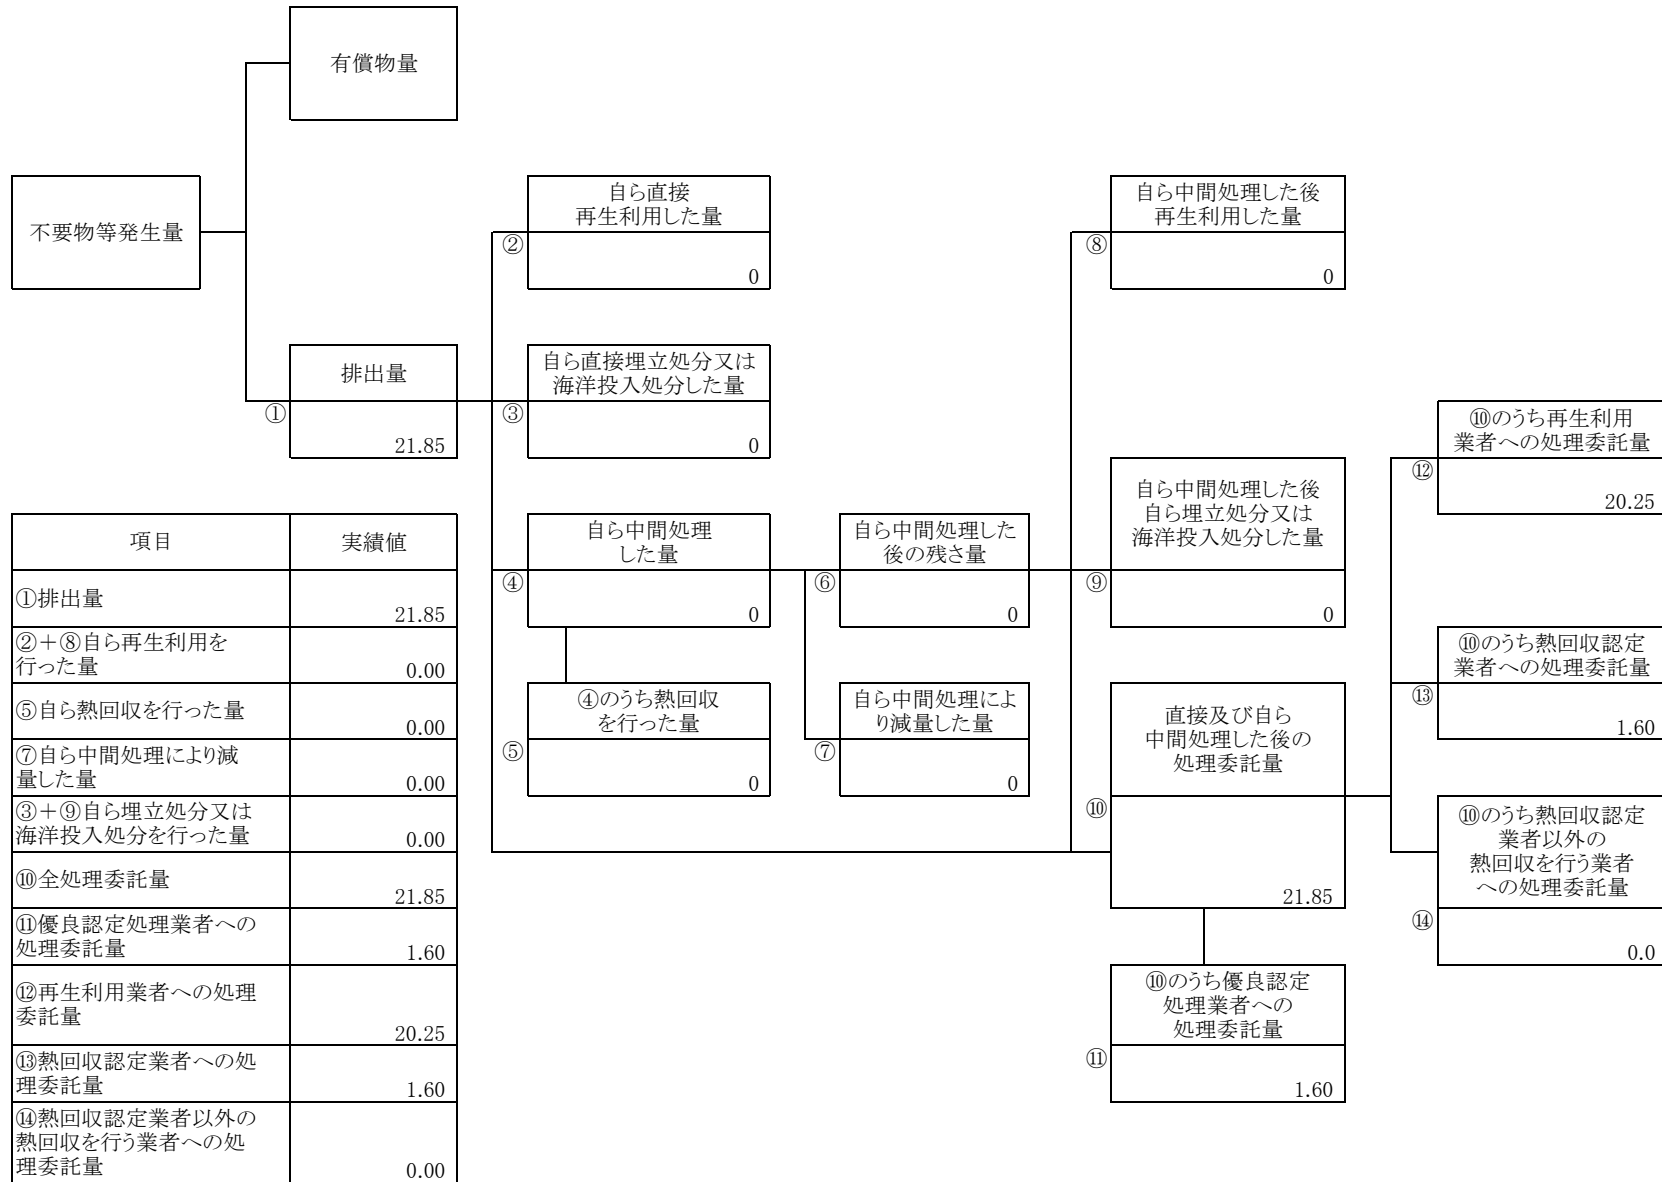 有償物量
不要物等発生量
自ら直接
再生利用した量
②
0
自ら中間処理した後
再生利用した量
⑧
0
排出量
①
21.85
自ら直接埋立処分又は
海洋投入処分した量
③
0
⑩のうち再生利用
業者への処理委託量
⑫
20.25
自ら中間処理
した量
④
0
自ら中間処理した
後の残さ量
⑥
0
自ら中間処理した後
自ら埋立処分又は
海洋投入処分した量
⑨
0
⑩のうち熱回収認定
業者への処理委託量
⑬
1.60
④のうち熱回収
を行った量
⑤
0
自ら中間処理によ
り減量した量
⑦
0
直接及び自ら
中間処理した後の
処理委託量
⑩
21.85
⑩のうち熱回収認定
業者以外の
熱回収を行う業者
への処理委託量
⑭
0.0
⑩のうち優良認定
処理業者への
処理委託量
⑪
1.60
項目
実績値
①排出量
21.85
②+⑧自ら再生利用を
行った量
0.00
⑤自ら熱回収を行った量
0.00
⑦自ら中間処理により減
量した量
0.00
③+⑨自ら埋立処分又は
海洋投入処分を行った量
0.00
⑩全処理委託量
21.85
⑪優良認定処理業者への
処理委託量
1.60
⑫再生利用業者への処理
委託量
20.25
⑬熱回収認定業者への処
理委託量
1.60
⑭熱回収認定業者以外の
熱回収を行う業者への処
理委託量
0.00